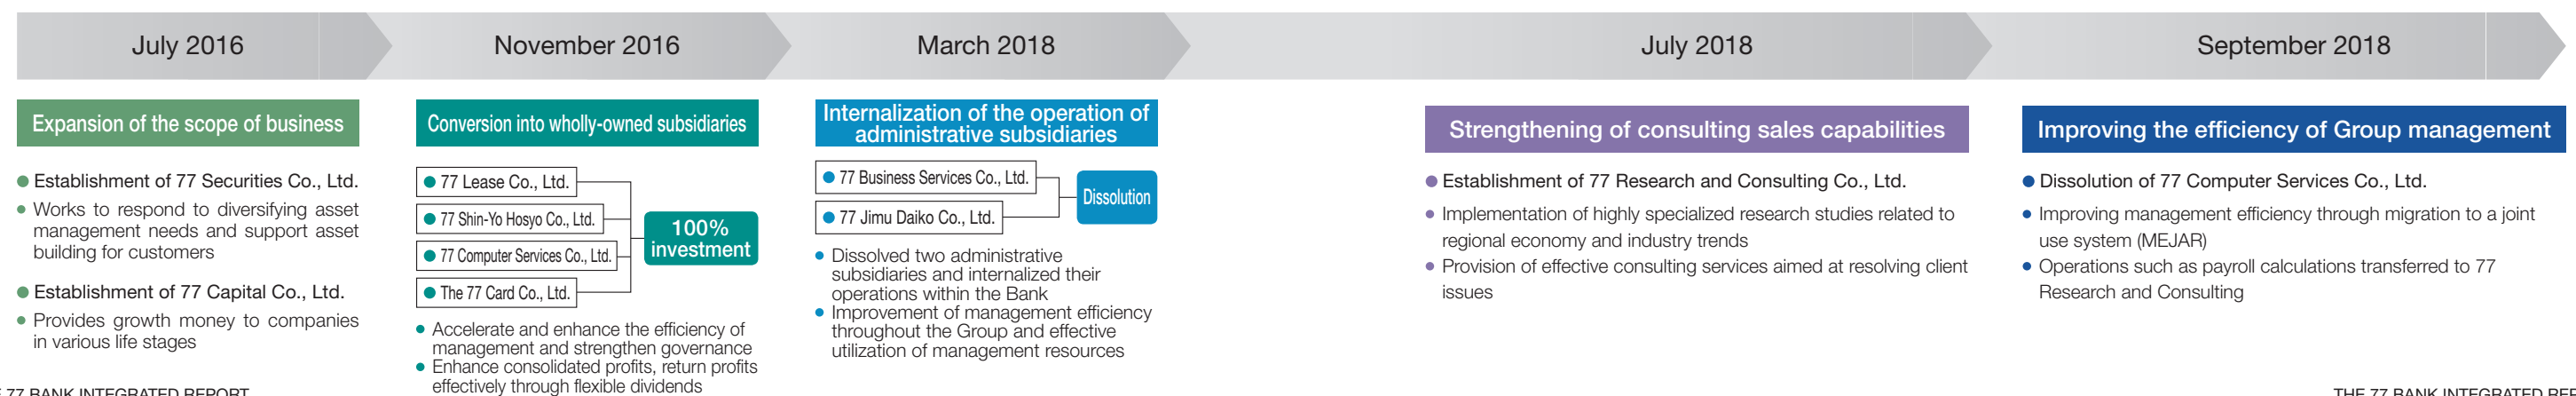 July 2016
November 2016
March 2018
July 2018
September 2018
Expansion of the scope of business
● Establishment of 77 Securities Co., Ltd.
● Works to respond to diversifying asset
management needs and support asset
building for customers
● Establishment of 77 Capital Co., Ltd.
● Provides growth money to companies
in various life stages
Conversion into wholly-owned subsidiaries
● 77 Lease Co., Ltd.
● 77 Shin-Yo Hosyo Co., Ltd.
● 77 Computer Services Co., Ltd.
● The 77 Card Co., Ltd.
100%
investment
● Accelerate and enhance the efficiency of
management and strengthen governance
● Enhance consolidated profits, return profits
effectively through flexible dividends
Internalization of the operation of
administrative subsidiaries
● 77 Business Services Co., Ltd.
● 77 Jimu Daiko Co., Ltd.
Dissolution
● Dissolved two administrative
subsidiaries and internalized their
operations within the Bank
● Improvement of management efficiency
throughout the Group and effective
utilization of management resources
Strengthening of consulting sales capabilities
● Establishment of 77 Research and Consulting Co., Ltd.
● Implementation of highly specialized research studies related to
regional economy and industry trends
● Provision of effective consulting services aimed at resolving client
issues
Improving the efficiency of Group management
● Dissolution of 77 Computer Services Co., Ltd.
● Improving management efficiency through migration to a joint
use system (MEJAR)
● Operations such as payroll calculations transferred to 77
Research and Consulting
77 BANK INTEGRATED REPORT
THE 77 BANK INTEGRATED